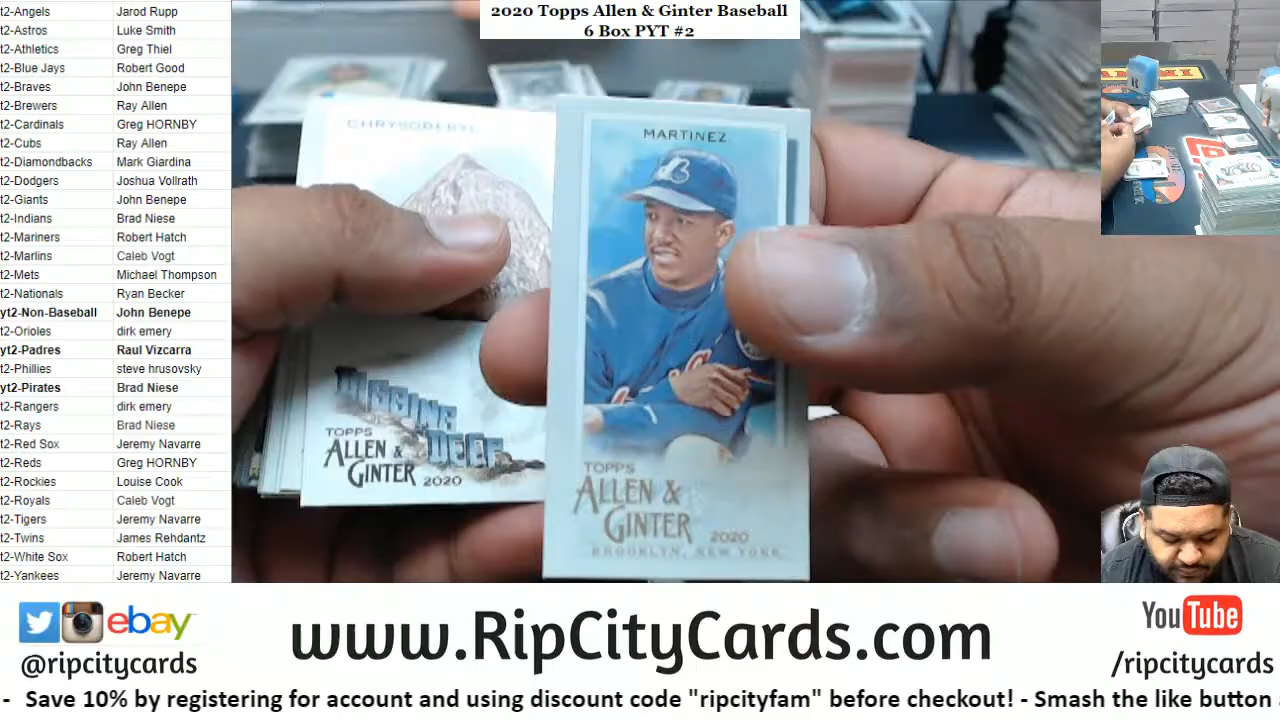 2020 Topps Allen & Ginter Baseball
6 Box PYT #2
t2-Angels Jarod Rupp
t2-Astros Luke Smith
t2-Athletics Greg Thiel
t2-Blue Jays Robert Good
t2-Braves John Benepe
t2-Brewers Ray Allen
t2-Cardinals Greg HORNBY
t2-Cubs Ray Allen
t2-Diamondbacks Mark Giardina
t2-Dodgers Joshua Vollrath
t2-Giants John Benepe
t2-Indians Brad Niese
t2-Mariners Robert Hatch
t2-Marlins Caleb Vogt
t2-Mets Michael Thompson
t2-Nationals Ryan Becker
yt2-Non-Baseball John Benepe
t2-Orioles dirk emery
yt2-Padres Raul Vizcarra
t2-Phillies steve hrusovsky
yt2-Pirates Brad Niese
t2-Rangers dirk emery
t2-Rays Brad Niese
t2-Red Sox Jeremy Navarre
t2-Reds Greg HORNBY
t2-Rockies Louise Cook
t2-Royals Caleb Vogt
t2-Tigers Jeremy Navarre
t2-Twins James Rehdantz
t2-White Sox Robert Hatch
t2-Yankees Jeremy Navarre
CHRYSOBERYL
DIGGING
DEEP
TOPPS
ALLEN &
GINTER 2020
MARTINEZ
TOPPS
ALLEN &
GINTER 2020
BROOKLYN, NEW YORK
ebay
@ripcitycards
www.RipCityCards.com
YouTube
/ripcitycards
- Save 10% by registering for account and using discount code "ripcityfam" before checkout! - Smash the like button